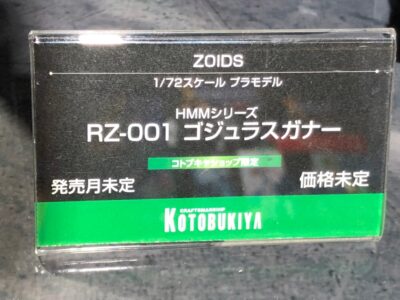 ZOIDS
1/72スケール プラモデル
HMMシリーズ
RZ-001 ゴジュラスガナー
コトブキヤショップ限定
発売月未定 価格未定
CRAFTSMANSHIP
KOTOBUKIYA